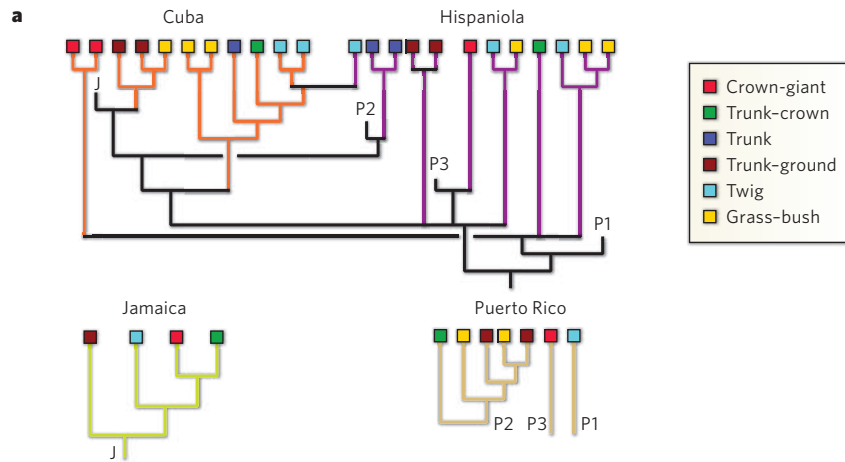 a
Cuba
Hispaniola
J
P2
P3
P1
Crown-giant
Trunk–crown
Trunk
Trunk–ground
Twig
Grass–bush
Jamaica
Puerto Rico
J
P2 P3 P1